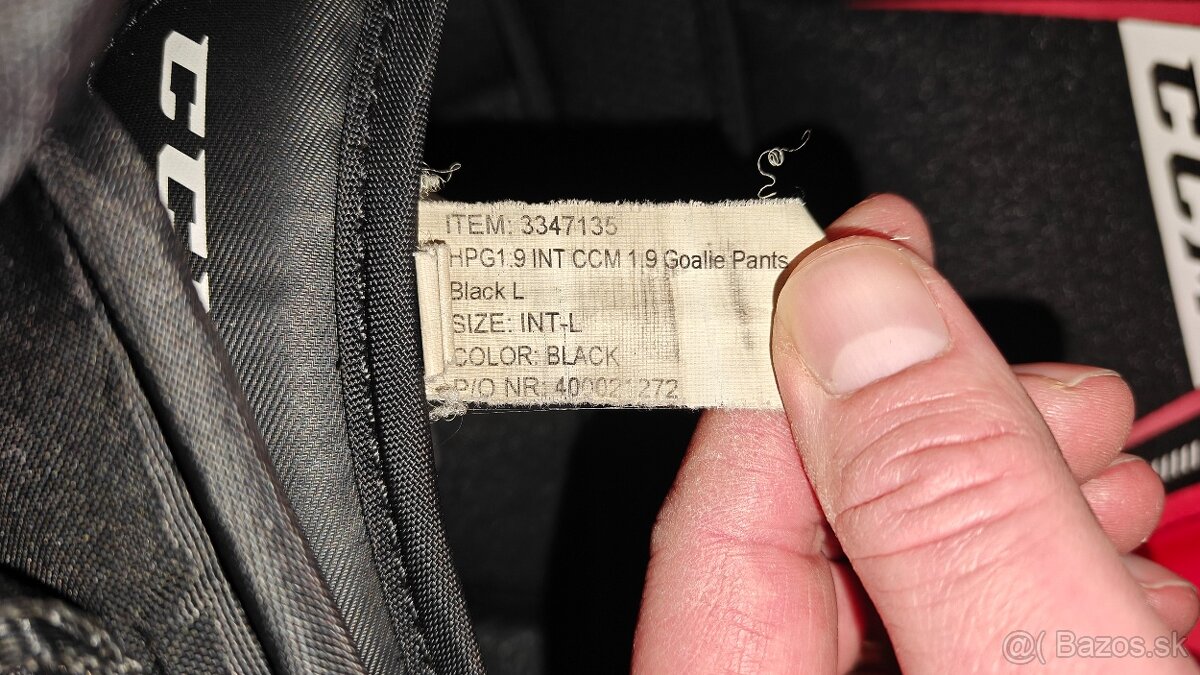 CCM
ITEM: 3347135
HPG1.9 INT CCM 1.9 Goalie Pants
Black L
SIZE: INT-L
COLOR: BLACK
P/O NR: 400021272
CCM
@( Bazos.sk